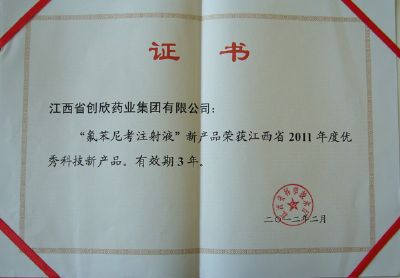 证书
江西省创欣药业集团有限公司：
“氟苯尼考注射液”新产品荣获江西省2011年度优
秀科技新产品。有效期3年。
二〇一二年二月